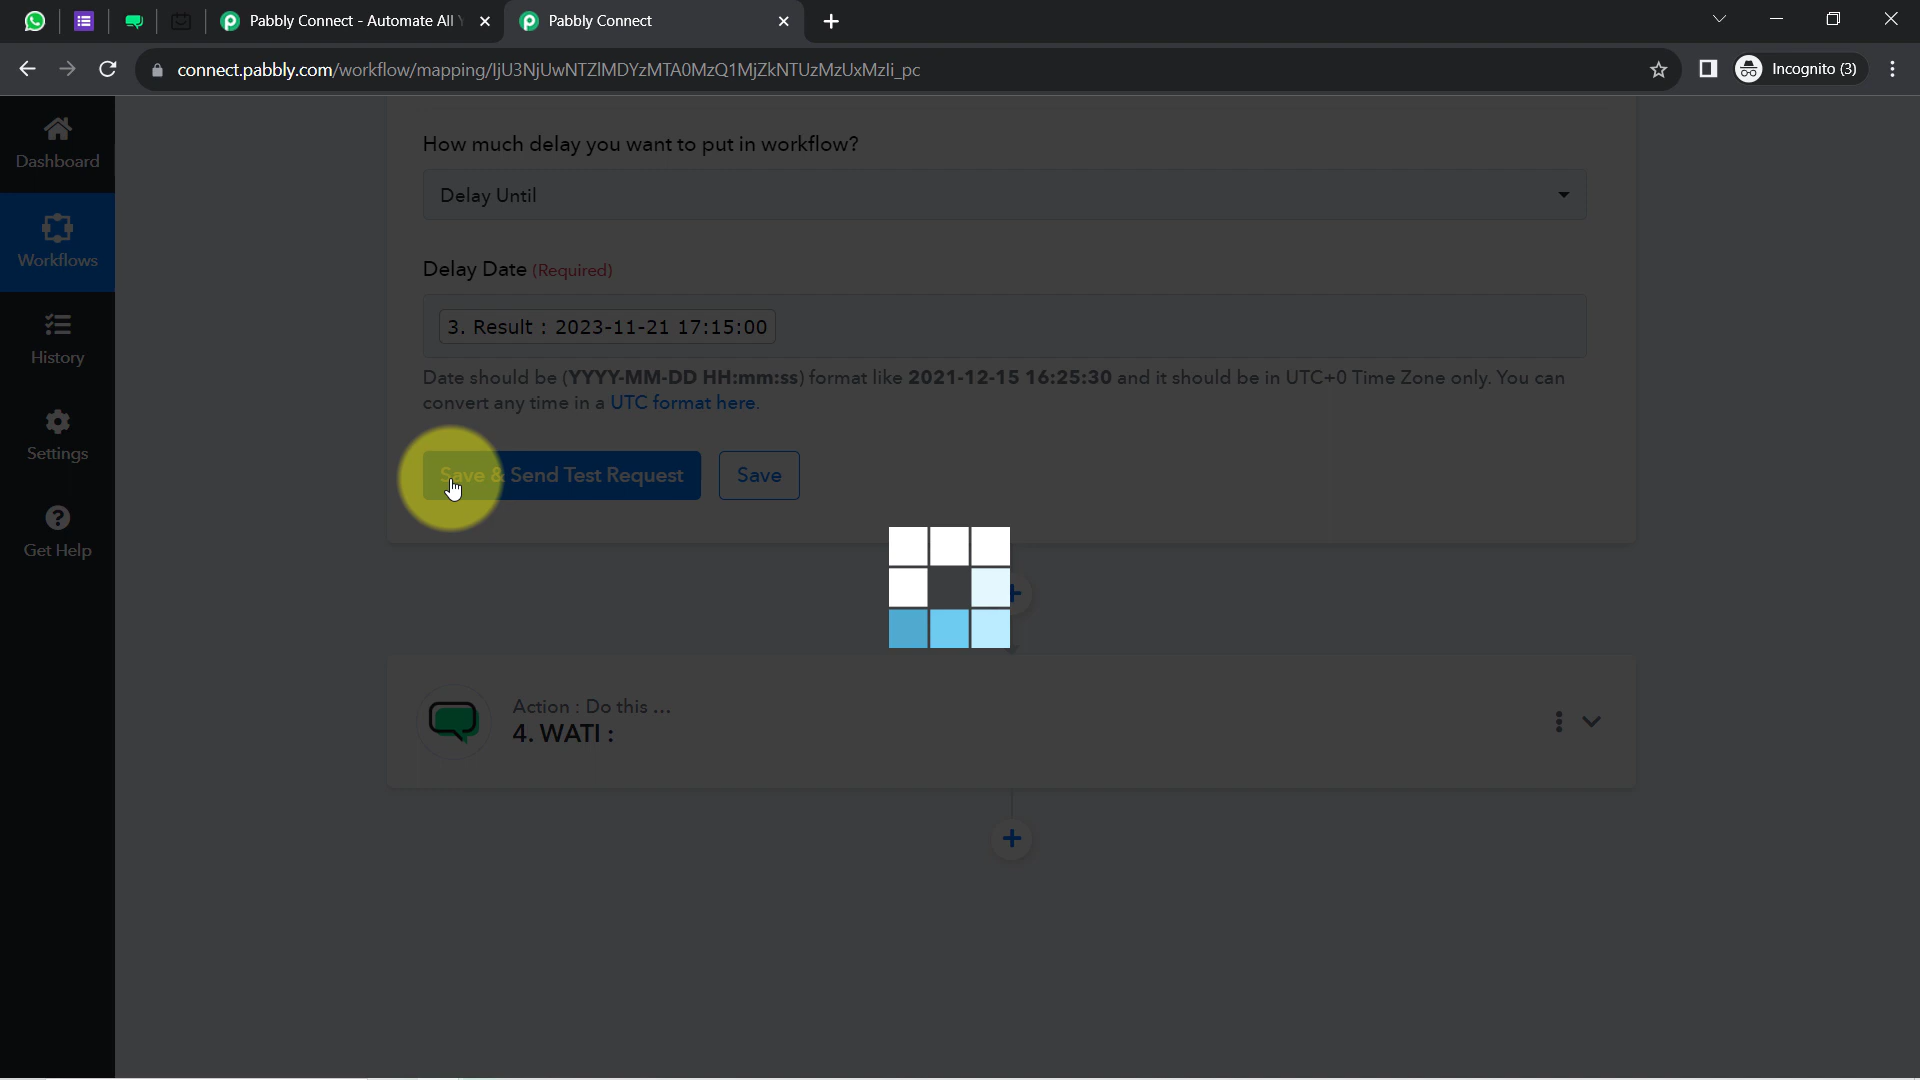 Pabbly Connect - Automate All
Pabbly Connect
connect.pabbly.com/workflow/mapping/IjU3NjUwNTZlMDYzMTA0MzQ1MjZkNTUzMzUxMzIi_pc
Incognito (3)
Dashboard
Workflows
History
Settings
Get Help
How much delay you want to put in workflow?
Delay Until
Delay Date (Required)
3. Result : 2023-11-21 17:15:00
Date should be (YYYY-MM-DD HH:mm:ss) format like 2021-12-15 16:25:30 and it should be in UTC+0 Time Zone only. You can
convert any time in a UTC format here.
Save & Send Test Request
Save
Action : Do this ...
4. WATI :